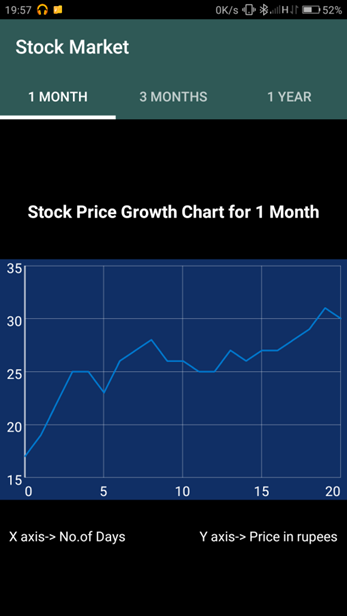 19:57 0K/s H 52%
Stock Market
1 MONTH 3 MONTHS 1 YEAR
Stock Price Growth Chart for 1 Month
35
30
25
20
15
0 5 10 15 20
X axis-> No.of Days Y axis-> Price in rupees